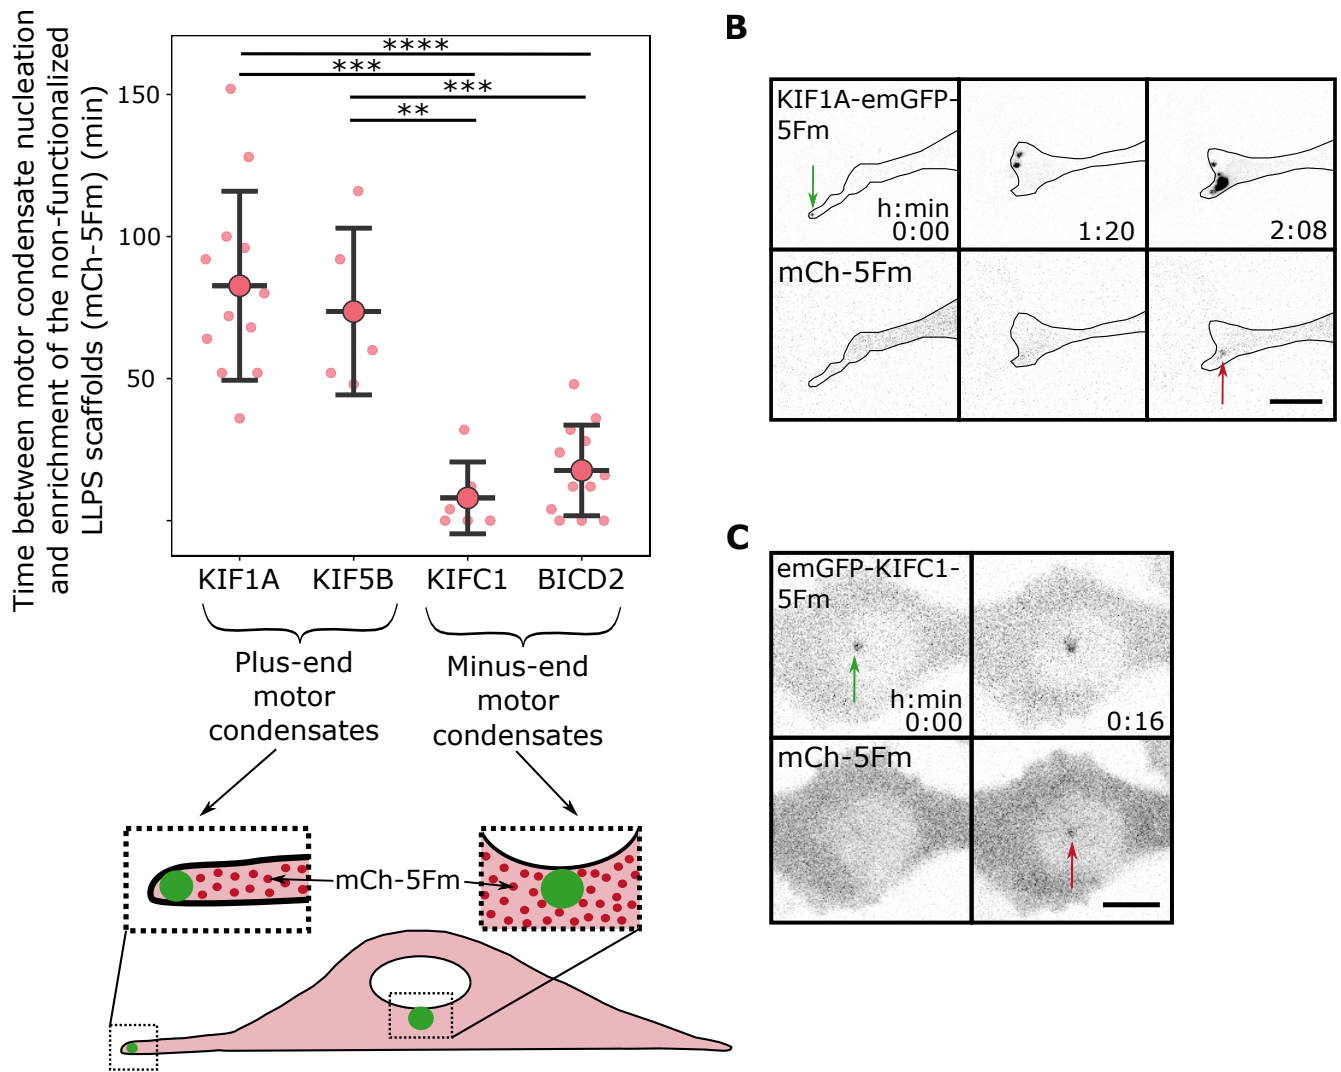 Time between motor condensate nucleation
and enrichment of the non-functionalized
LLPS scaffolds (mCh-5Fm) (min)
150
100
50
****
***
***
**
KIF1A KIF5B KIFC1 BICD2
Plus-end
motor
condensates
Minus-end
motor
condensates
mCh-5Fm
B
KIF1A-emGFP-
5Fm
h:min
0:00
1:20
2:08
mCh-5Fm
C
emGFP-KIFC1-
5Fm
h:min
0:00
0:16
mCh-5Fm